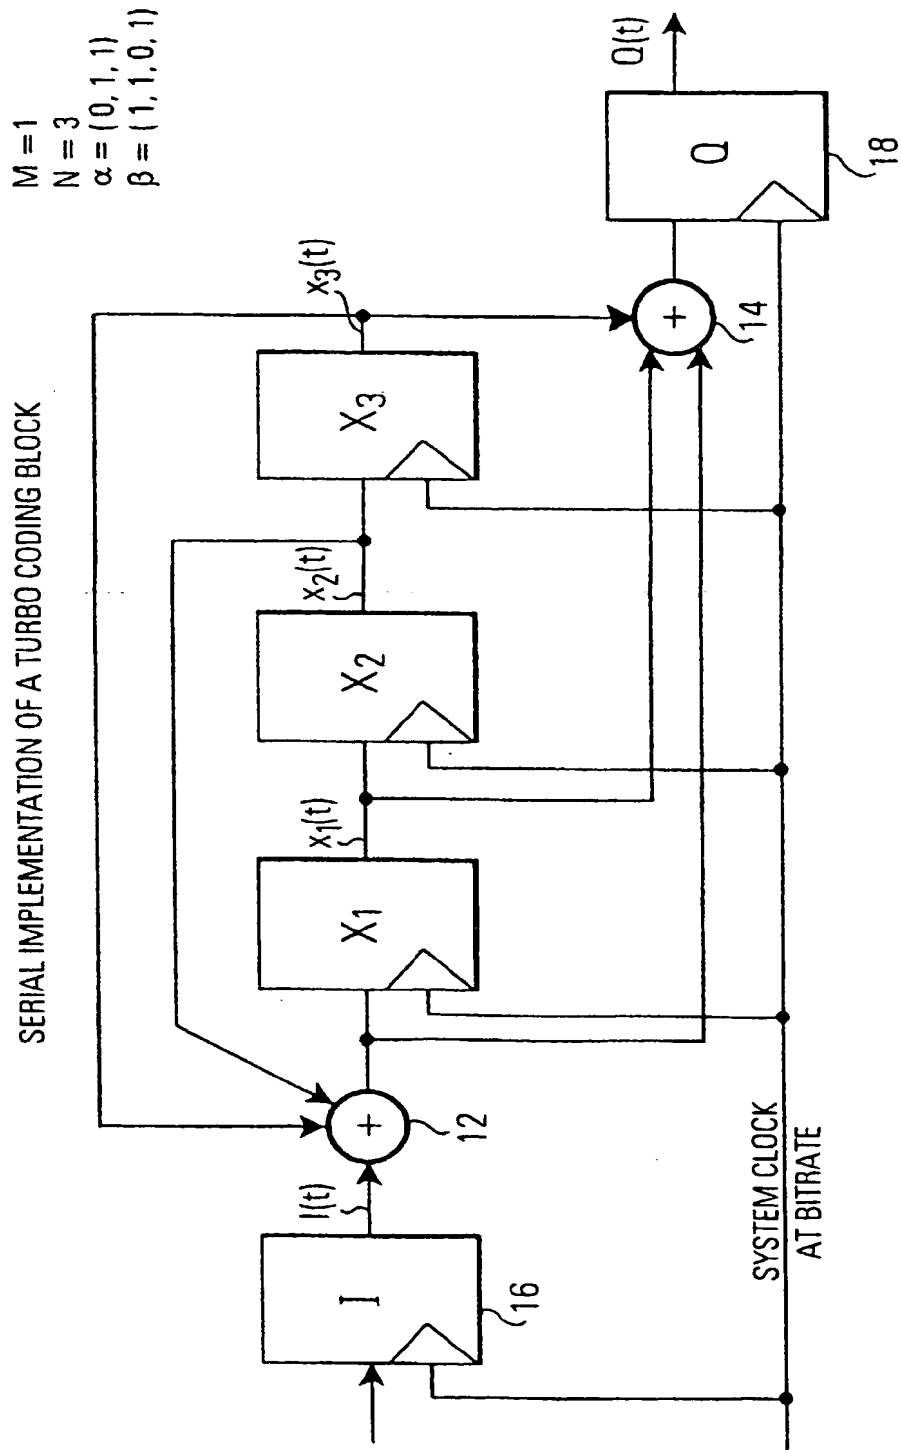 SERIAL IMPLEMENTATION OF A TURBO CODING BLOCK
M = 1
N = 3
α = (0, 1, 1)
β = (1, 1, 0, 1)
I
16
I(t)
12
+
X1
x1(t)
X2
x2(t)
X3
x3(t)
+
14
Q
18
Q(t)
SYSTEM CLOCK
AT BITRATE